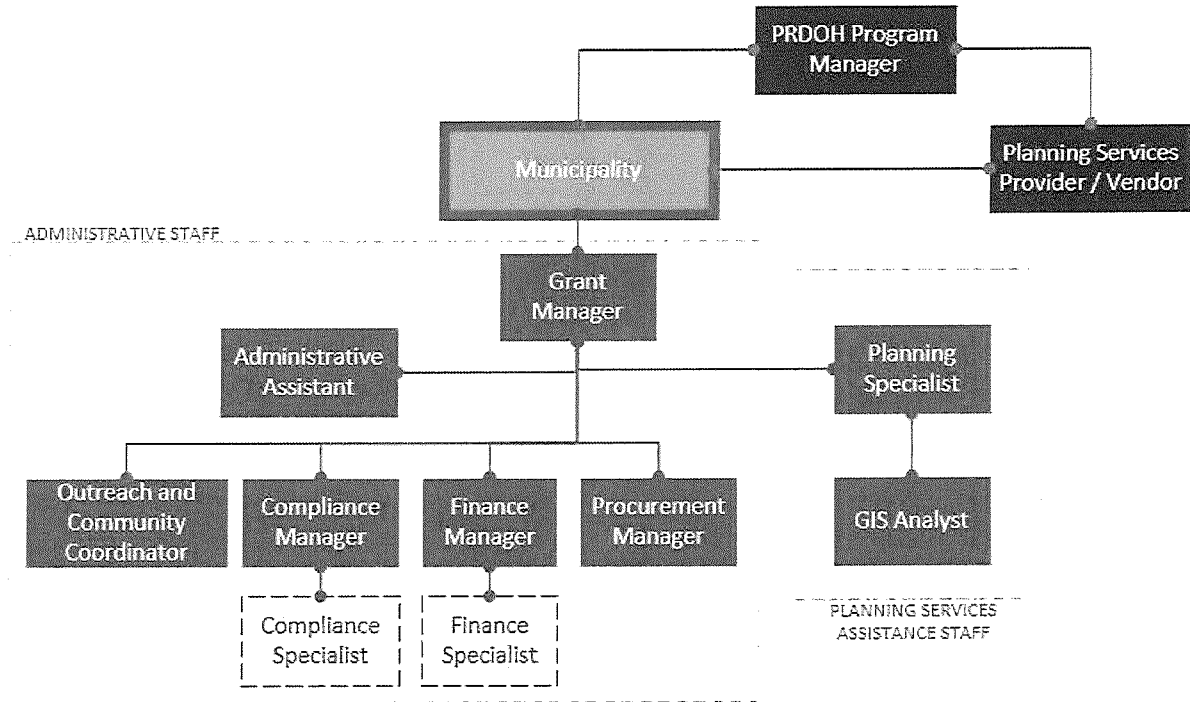 PRDOH Program
Manager
Municipality
Planning Services
Provider / Vendor
ADMINISTRATIVE STAFF
Grant
Manager
Administrative
Assistant
Planning
Specialist
Outreach and
Community
Coordinator
Compliance
Manager
Finance
Manager
Procurement
Manager
GIS Analyst
Compliance
Specialist
Finance
Specialist
PLANNING SERVICES
ASSISTANCE STAFF